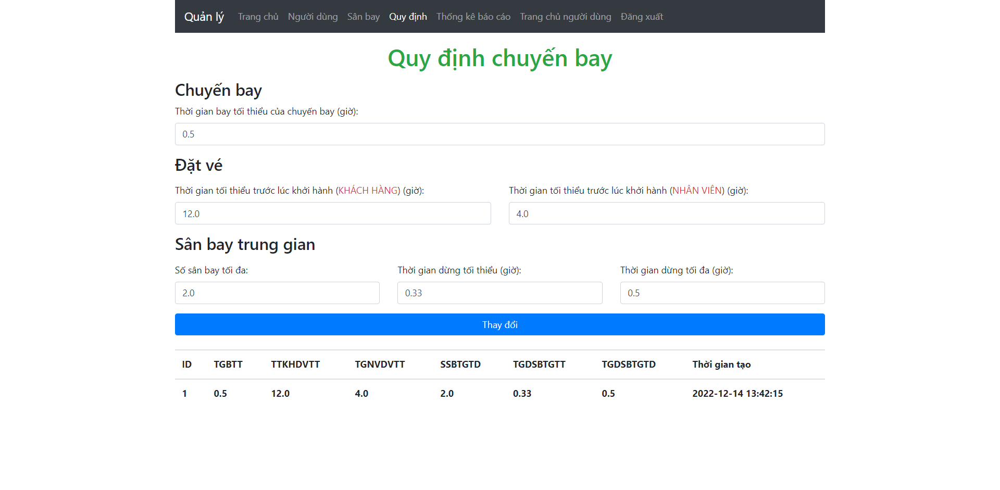 Quản lý Trang chủ Người dùng Sân bay Quy định Thống kê báo cáo Trang chủ người dùng Đăng xuất
Quy định chuyến bay
Chuyến bay
Thời gian bay tối thiểu của chuyến bay (giờ):
0.5
Đặt vé
Thời gian tối thiểu trước lúc khởi hành (KHÁCH HÀNG) (giờ): Thời gian tối thiểu trước lúc khởi hành (NHÂN VIÊN) (giờ):
12.0 4.0
Sân bay trung gian
Số sân bay tối đa: Thời gian dừng tối thiểu (giờ): Thời gian dừng tối đa (giờ):
2.0 0.33 0.5
Thay đổi
ID TGBTT TTKHDVTT TGNVDVTT SSBTGTD TGDSBTGTT TGDSBTGTD Thời gian tạo
1 0.5 12.0 4.0 2.0 0.33 0.5 2022-12-14 13:42:15